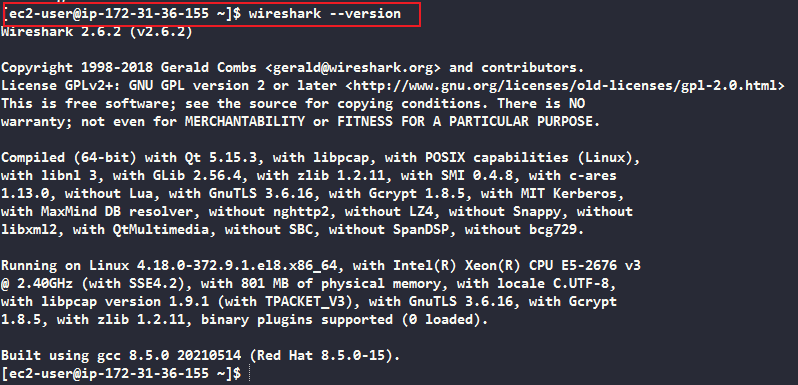 [ec2-user@ip-172-31-36-155 ~]$ wireshark --version
Wireshark 2.6.2 (v2.6.2)
Copyright 1998-2018 Gerald Combs <gerald@wireshark.org> and contributors.
License GPLv2+: GNU GPL version 2 or later <http://www.gnu.org/licenses/old-licenses/gpl-2.0.html>
This is free software; see the source for copying conditions. There is NO
warranty; not even for MERCHANTABILITY or FITNESS FOR A PARTICULAR PURPOSE.
Compiled (64-bit) with Qt 5.15.3, with libpcap, with POSIX capabilities (Linux),
with libnl 3, with GLib 2.56.4, with zlib 1.2.11, with SMI 0.4.8, with c-ares
1.13.0, without Lua, with GnuTLS 3.6.16, with Gcrypt 1.8.5, with MIT Kerberos,
with MaxMind DB resolver, without nghttp2, without LZ4, without Snappy, without
libxml2, with QtMultimedia, without SBC, without SpanDSP, without bcg729.
Running on Linux 4.18.0-372.9.1.el8.x86_64, with Intel(R) Xeon(R) CPU E5-2676 v3
@ 2.40GHz (with SSE4.2), with 801 MB of physical memory, with locale C.UTF-8,
with libpcap version 1.9.1 (with TPACKET_V3), with GnuTLS 3.6.16, with Gcrypt
1.8.5, with zlib 1.2.11, binary plugins supported (0 loaded).
Built using gcc 8.5.0 20210514 (Red Hat 8.5.0-15).
[ec2-user@ip-172-31-36-155 ~]$